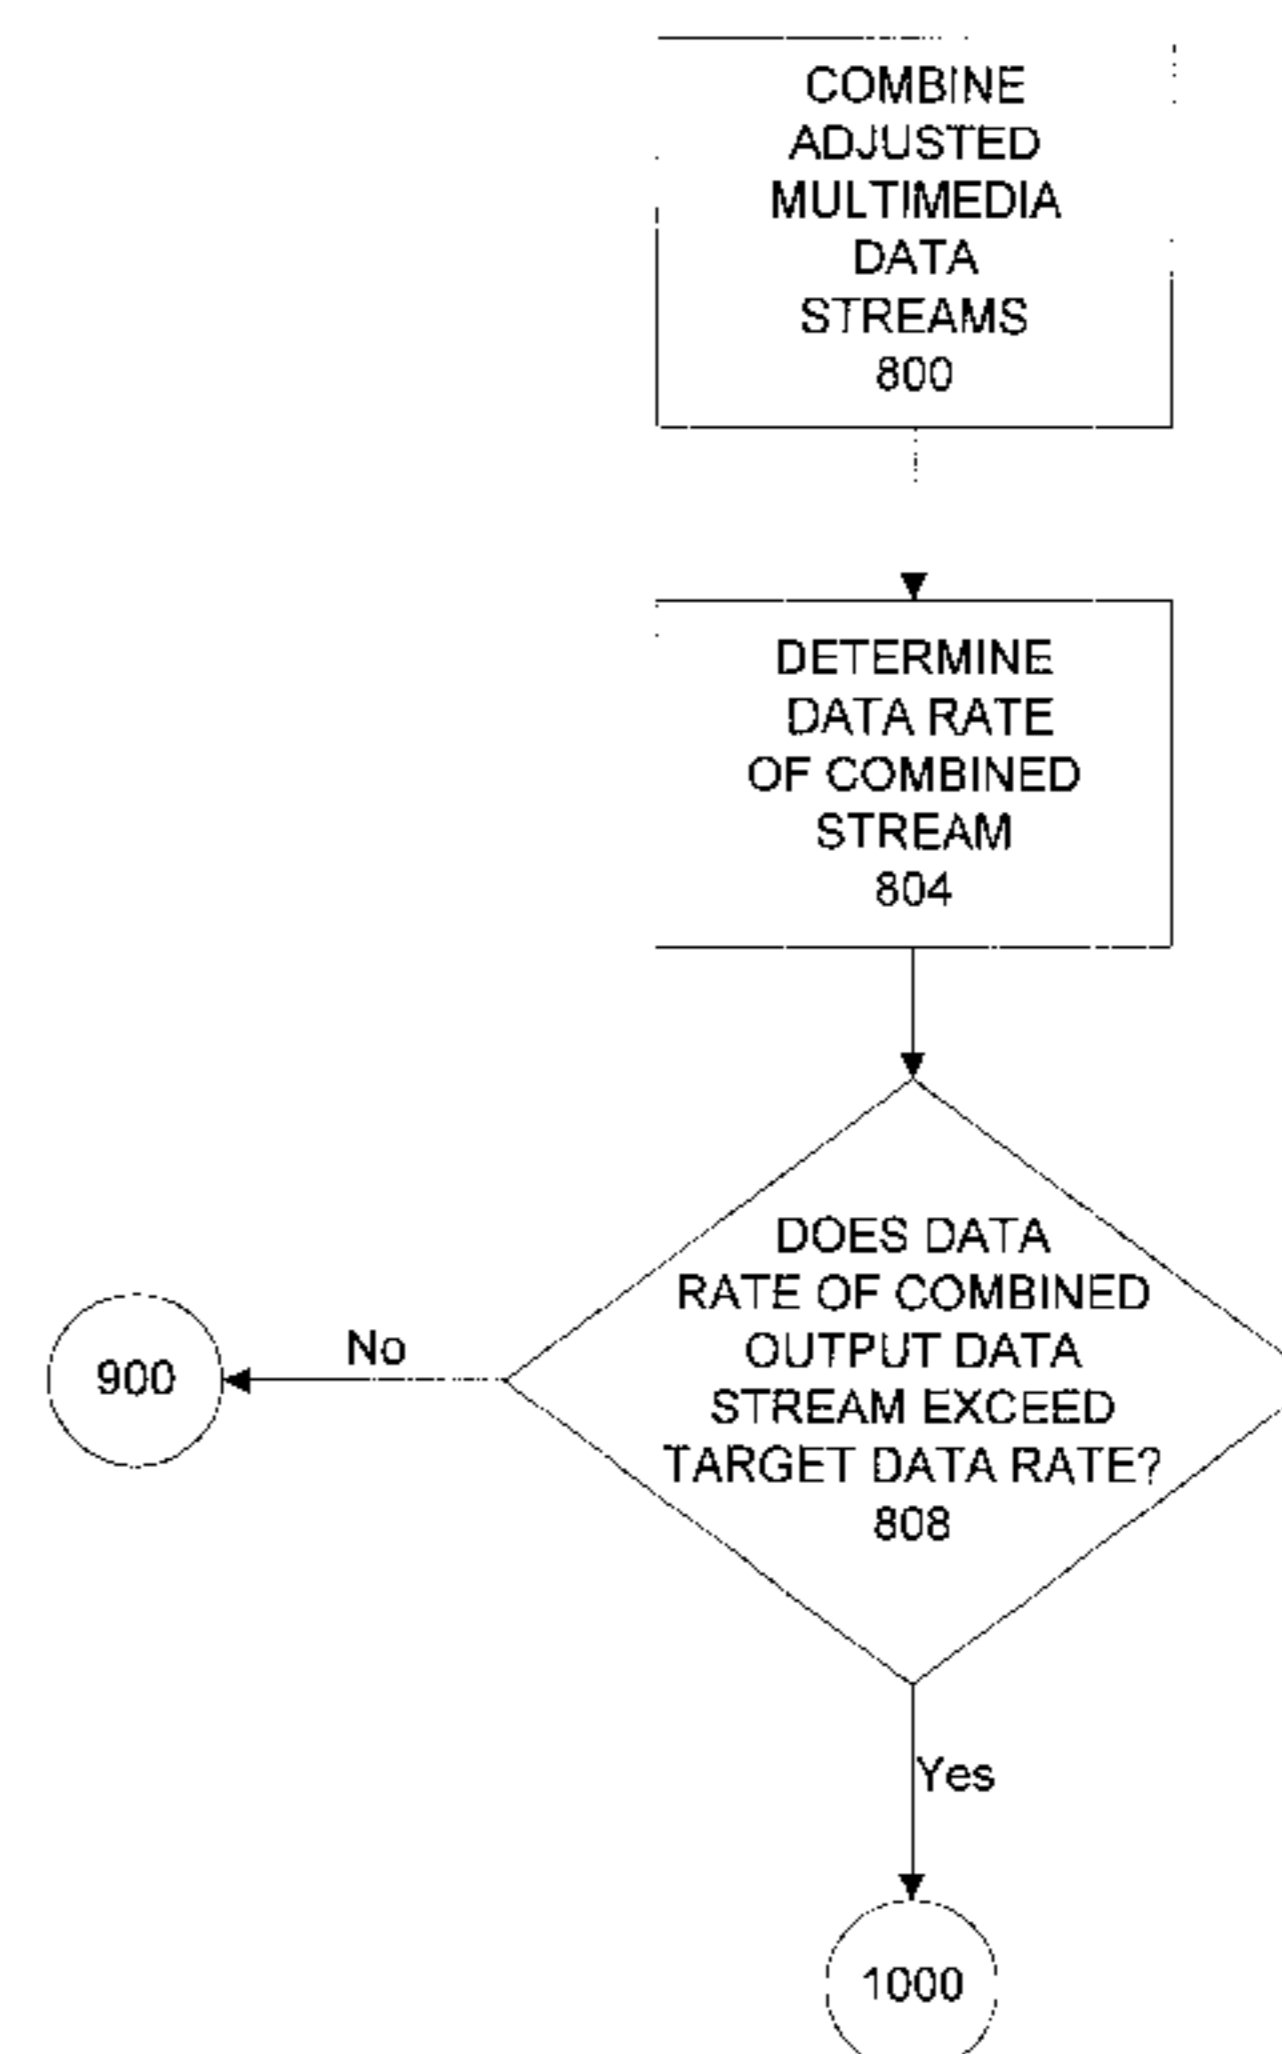 COMBINE
ADJUSTED
MULTIMEDIA
DATA
STREAMS
800
DETERMINE
DATA RATE
OF COMBINED
STREAM
804
DOES DATA
RATE OF COMBINED
OUTPUT DATA
STREAM EXCEED
TARGET DATA RATE?
808
No
900
Yes
1000